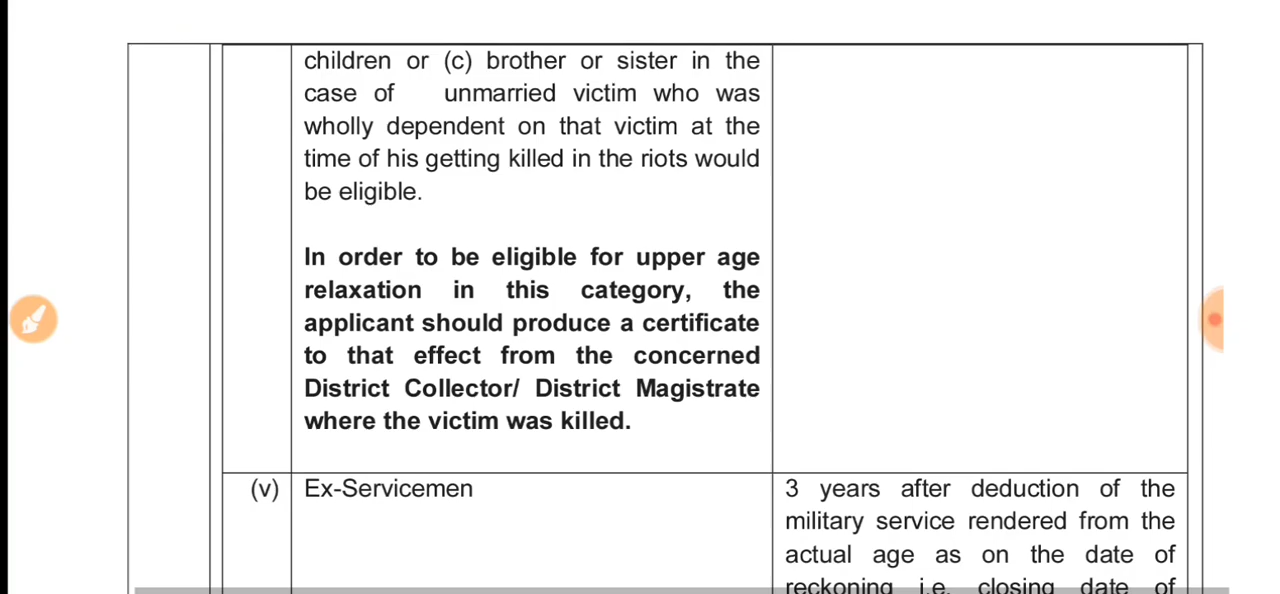 children or (c) brother or sister in the
case of unmarried victim who was
wholly dependent on that victim at the
time of his getting killed in the riots would
be eligible.
In order to be eligible for upper age
relaxation in this category, the
applicant should produce a certificate
to that effect from the concerned
District Collector/ District Magistrate
where the victim was killed.
(v) Ex-Servicemen
3 years after deduction of the
military service rendered from the
actual age as on the date of
reckoning i.e. closing date of